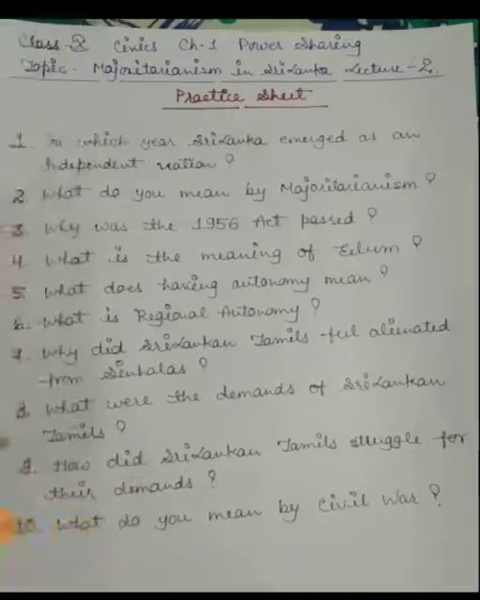 Class-X Civics Ch-1 Power Sharing
Topic - Majoritarianism in SriLanka Lecture-2.
Practice Sheet
1. In which year SriLanka emerged as an
Independent nation?
2. What do you mean by Majoritarianism?
3. Why was the 1956 Act passed?
4. What is the meaning of Eelum?
5. What does having autonomy mean?
6. What is Regional Autonomy?
7. Why did SriLankan Tamils feel alienated
from Sinhalas?
8. What were the demands of SriLankan
Tamils?
9. How did SriLankan Tamils struggle for
their demands?
10. What do you mean by Civil War?